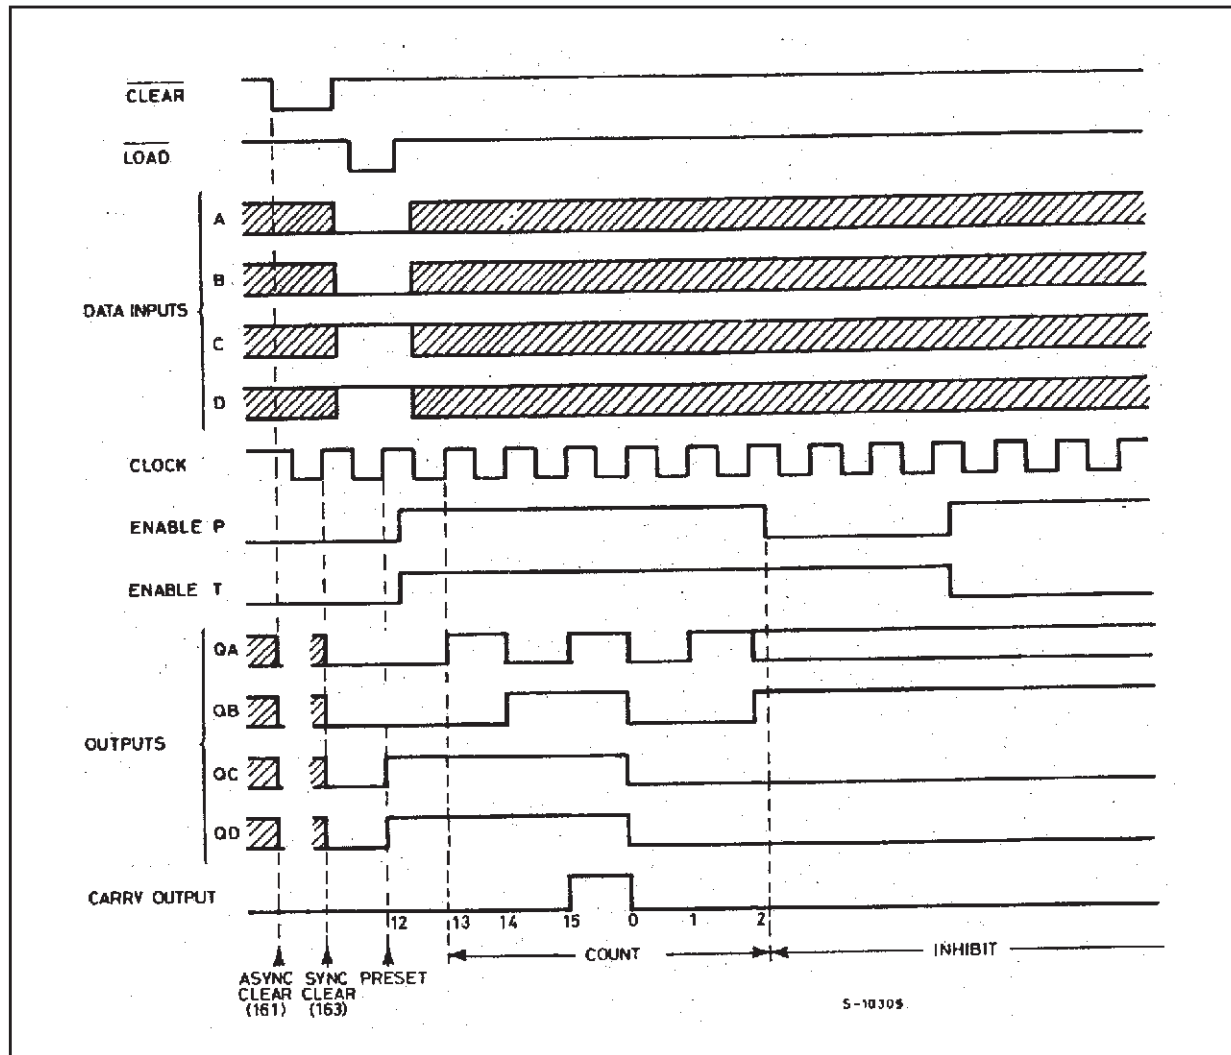 CLEAR
LOAD
A
B
DATA INPUTS
C
D
CLOCK
ENABLE P
ENABLE T
QA
QB
OUTPUTS
QC
QD
CARRY OUTPUT
12 13 14 15 0 1 2
COUNT INHIBIT
ASYNC CLEAR (161)
SYNC CLEAR (163)
PRESET
S-10309